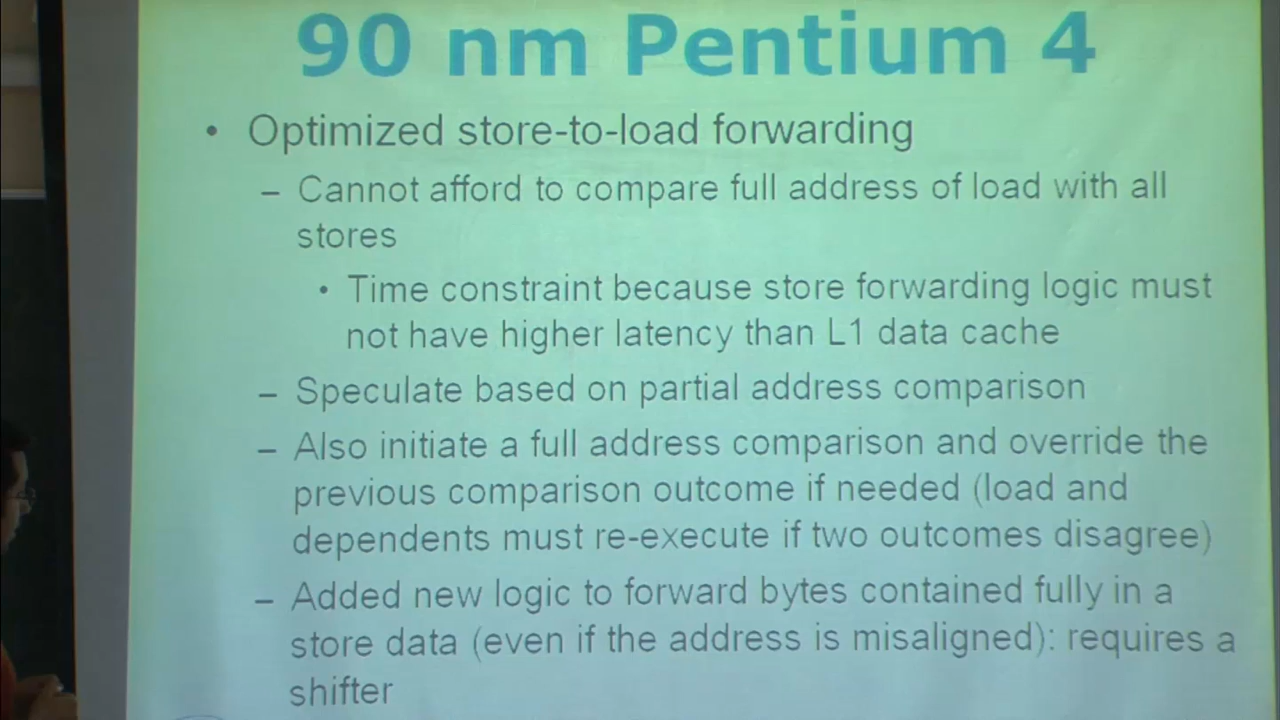 90 nm Pentium 4
• Optimized store-to-load forwarding
– Cannot afford to compare full address of load with all
stores
• Time constraint because store forwarding logic must
not have higher latency than L1 data cache
– Speculate based on partial address comparison
– Also initiate a full address comparison and override the
previous comparison outcome if needed (load and
dependents must re-execute if two outcomes disagree)
– Added new logic to forward bytes contained fully in a
store data (even if the address is misaligned): requires a
shifter